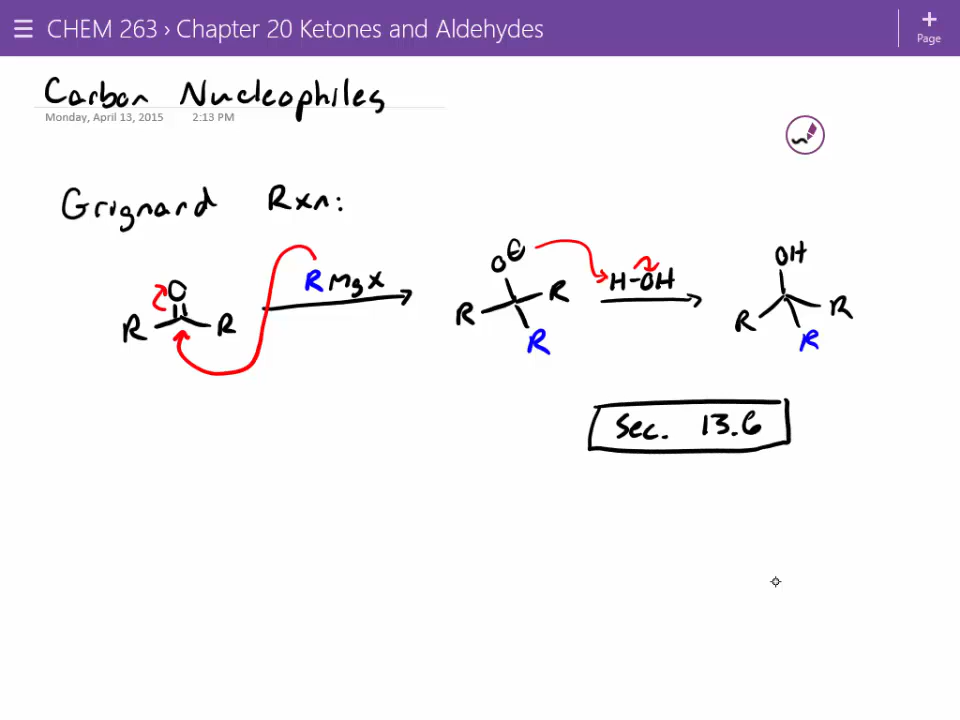 CHEM 263 › Chapter 20 Ketones and Aldehydes
+ Page
Carbon Nucleophiles
Monday, April 13, 2015 2:13 PM
Grignard Rxn:
O
R R
RMgX
O⊖
R R
R
H-OH
OH
R R
R
Sec. 13.6